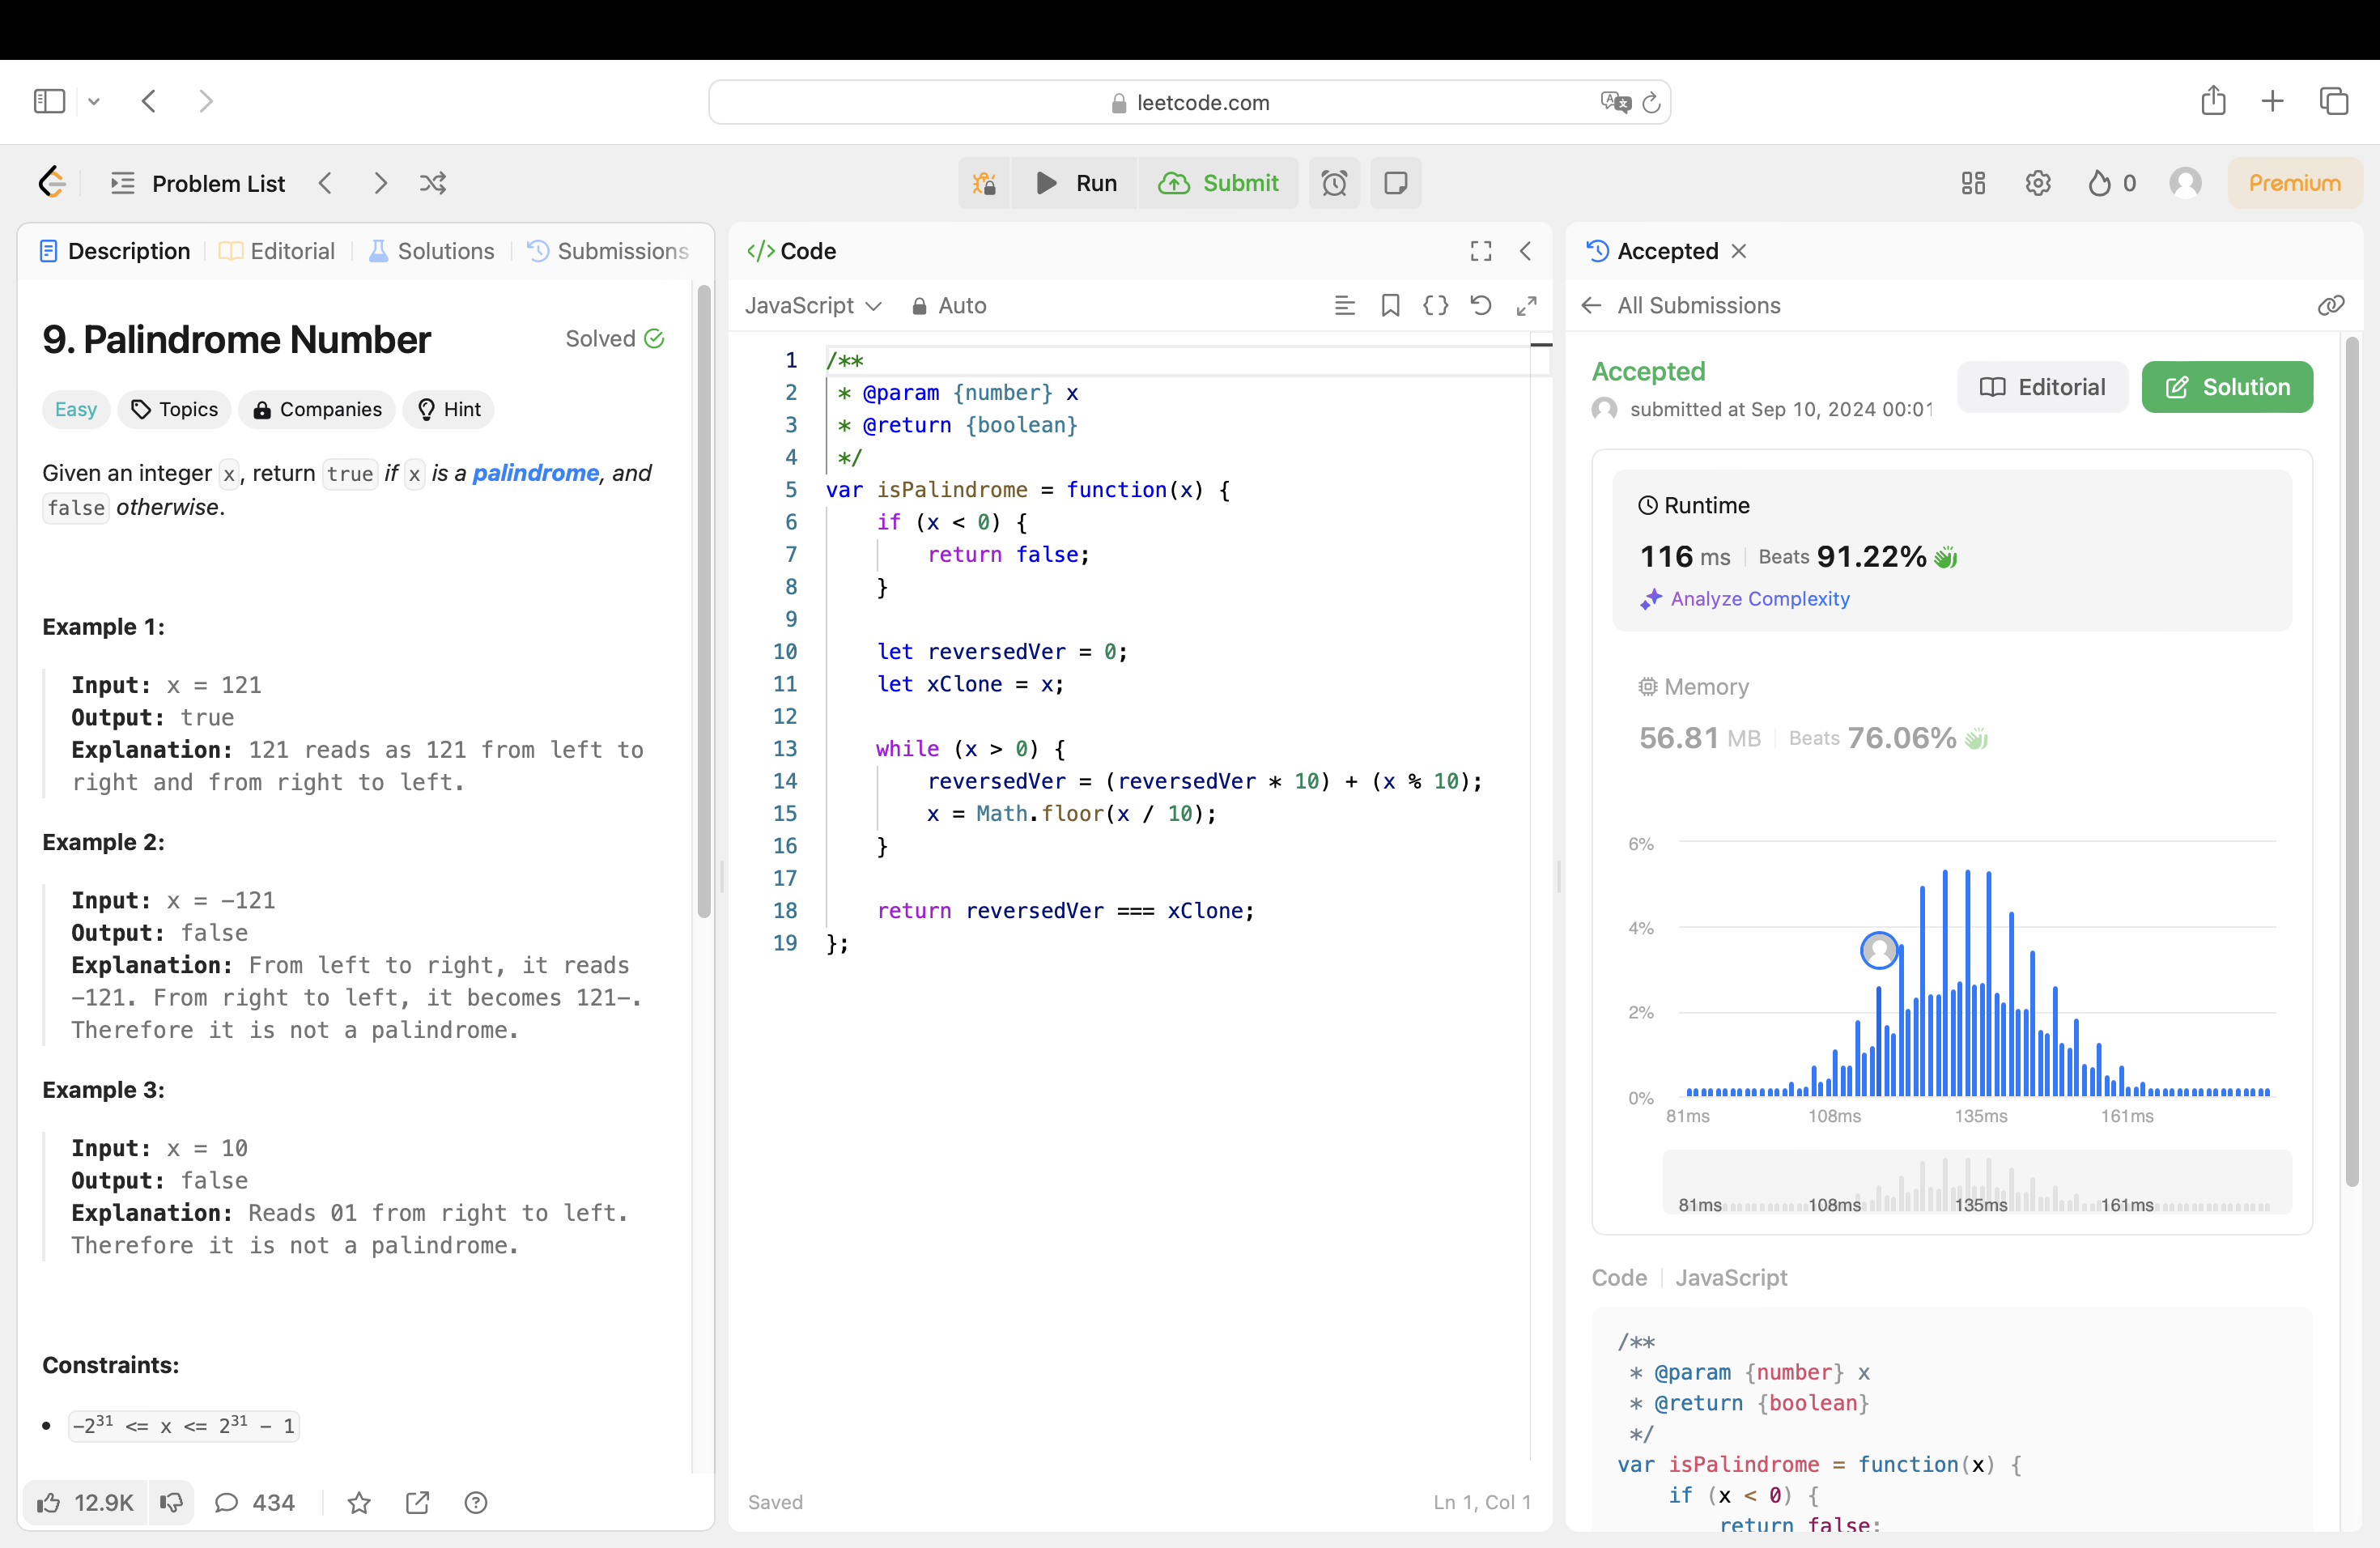 leetcode.com
Problem List
Run
Submit
0
Premium
Description
Editorial
Solutions
Submissions
9. Palindrome Number
Solved
Easy
Topics
Companies
Hint
Given an integer x, return true if x is a palindrome, and
false otherwise.
Example 1:
Input: x = 121
Output: true
Explanation: 121 reads as 121 from left to
right and from right to left.
Example 2:
Input: x = -121
Output: false
Explanation: From left to right, it reads
-121. From right to left, it becomes 121-.
Therefore it is not a palindrome.
Example 3:
Input: x = 10
Output: false
Explanation: Reads 01 from right to left.
Therefore it is not a palindrome.
Constraints:
• -2³¹ <= x <= 2³¹ - 1
12.9K
434
</> Code
JavaScript
Auto
1 /**
2  * @param {number} x
3  * @return {boolean}
4  */
5 var isPalindrome = function(x) {
6     if (x < 0) {
7         return false;
8     }
9
10     let reversedVer = 0;
11     let xClone = x;
12
13     while (x > 0) {
14         reversedVer = (reversedVer * 10) + (x % 10);
15         x = Math.floor(x / 10);
16     }
17
18     return reversedVer === xClone;
19 };
Saved
Ln 1, Col 1
Accepted
All Submissions
Accepted
submitted at Sep 10, 2024 00:01
Editorial
Solution
Runtime
116 ms
Beats 91.22%
Analyze Complexity
Memory
56.81 MB
Beats 76.06%
6%
4%
2%
0%
81ms 108ms 135ms 161ms
81ms 108ms 135ms 161ms
Code
JavaScript
/**
 * @param {number} x
 * @return {boolean}
 */
var isPalindrome = function(x) {
    if (x < 0) {
        return false;